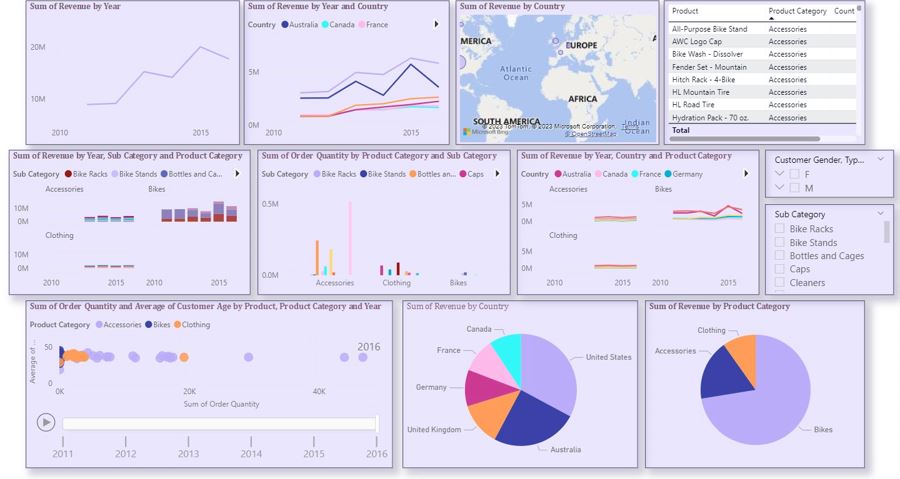 Sum of Revenue by Year
20M
10M
2010
2015
Sum of Revenue by Year and Country
Country Australia Canada France
5M
0M
2010
2015
Sum of Revenue by Country
MERICA
EUROPE
Atlantic
Ocean
AFRICA
SOUTH AMERICA
Indian
Ocean
Microsoft Bing
© 2023 TomTom, © 2023 Microsoft Corporation, Terms
© OpenStreetMap
Product Product Category Count
All-Purpose Bike Stand Accessories
AWC Logo Cap Accessories
Bike Wash - Dissolver Accessories
Fender Set - Mountain Accessories
Hitch Rack - 4-Bike Accessories
HL Mountain Tire Accessories
HL Road Tire Accessories
Hydration Pack - 70 oz. Accessories
Total
Sum of Revenue by Year, Sub Category and Product Category
Sub Category Bike Racks Bike Stands Bottles and Ca...
Accessories Bikes
10M
0M
Clothing
10M
0M
2010 2015 2010 2015
Sum of Order Quantity by Product Category and Sub Category
Sub Category Bike Racks Bike Stands Bottles an... Caps
0.5M
0.0M
Accessories Clothing Bikes
Sum of Revenue by Year, Country and Product Category
Country Australia Canada France Germany
Accessories Bikes
5M
0M
Clothing
5M
0M
2010 2015 2010 2015
Customer Gender, Typ...
F
M
Sub Category
Bike Racks
Bike Stands
Bottles and Cages
Caps
Cleaners
Sum of Order Quantity and Average of Customer Age by Product, Product Category and Year
Product Category Accessories Bikes Clothing
Average of ...
50
0
2016
0K 20K 40K
Sum of Order Quantity
2011 2012 2013 2014 2015 2016
Sum of Revenue by Country
Canada
France
Germany
United Kingdom
United States
Australia
Sum of Revenue by Product Category
Clothing
Accessories
Bikes